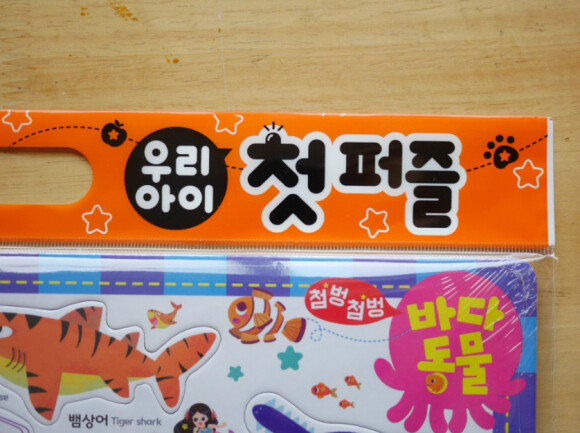 우리
아이
첫 퍼즐
첨벙첨벙
바다
동물
뱀상어 Tiger shark